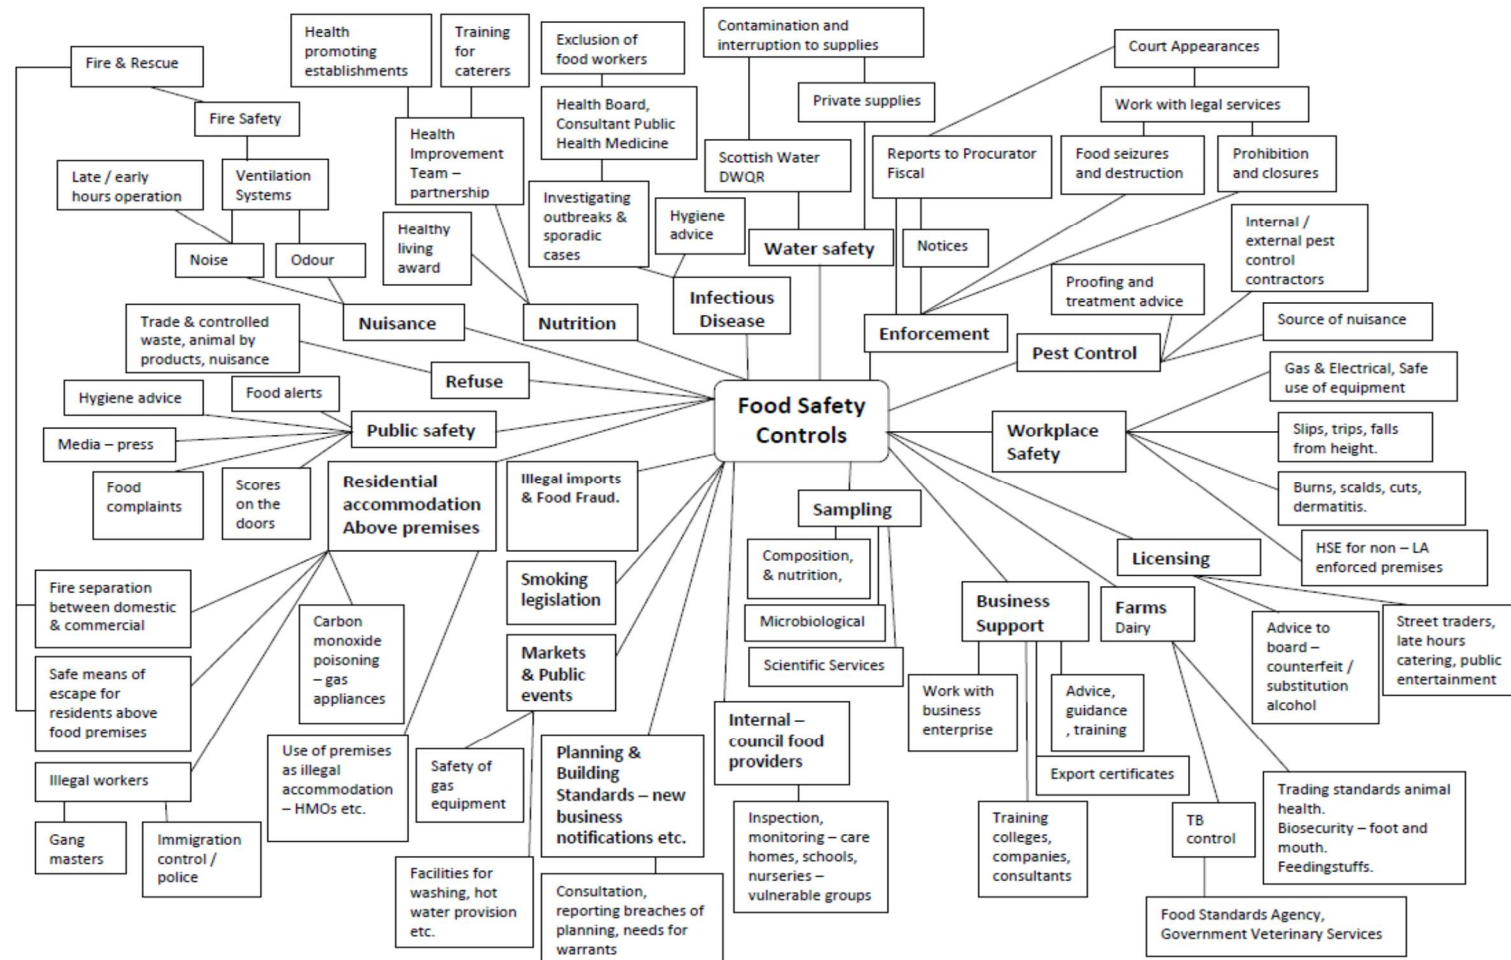 Fire & Rescue
Fire Safety
Late / early
hours operation
Ventilation
Systems
Noise
Odour
Nuisance
Health
promoting
establishments
Training
for
caterers
Health
Improvement
Team –
partnership
Healthy
living
award
Nutrition
Exclusion of
food workers
Health Board,
Consultant Public
Health Medicine
Investigating
outbreaks &
sporadic
cases
Hygiene
advice
Infectious
Disease
Contamination and
interruption to supplies
Private supplies
Scottish Water
DWQR
Water safety
Court Appearances
Work with legal services
Reports to Procurator
Fiscal
Food seizures
and destruction
Prohibition
and closures
Notices
Enforcement
Internal /
external pest
control
contractors
Proofing and
treatment advice
Source of nuisance
Pest Control
Trade & controlled
waste, animal by
products, nuisance
Refuse
Food Safety
Controls
Gas & Electrical, Safe
use of equipment
Slips, trips, falls
from height.
Burns, scalds, cuts,
dermatitis.
HSE for non – LA
enforced premises
Workplace
Safety
Hygiene advice
Food alerts
Media – press
Food
complaints
Scores
on the
doors
Public safety
Residential
accommodation
Above premises
Illegal imports
& Food Fraud.
Sampling
Composition,
& nutrition,
Microbiological
Scientific Services
Licensing
Advice to
board –
counterfeit /
substitution
alcohol
Street traders,
late hours
catering, public
entertainment
Fire separation
between domestic
& commercial
Safe means of
escape for
residents above
food premises
Carbon
monoxide
poisoning
– gas
appliances
Illegal workers
Gang
masters
Immigration
control /
police
Use of premises
as illegal
accommodation
– HMOs etc.
Smoking
legislation
Markets
& Public
events
Safety of
gas
equipment
Facilities for
washing, hot
water provision
etc.
Planning &
Building
Standards – new
business
notifications etc.
Consultation,
reporting breaches of
planning, needs for
warrants
Internal –
council food
providers
Inspection,
monitoring – care
homes, schools,
nurseries –
vulnerable groups
Business
Support
Work with
business
enterprise
Advice,
guidance
, training
Export certificates
Training
colleges,
companies,
consultants
Farms
Dairy
TB
control
Trading standards animal
health.
Biosecurity – foot and
mouth.
Feedingstuffs.
Food Standards Agency,
Government Veterinary Services